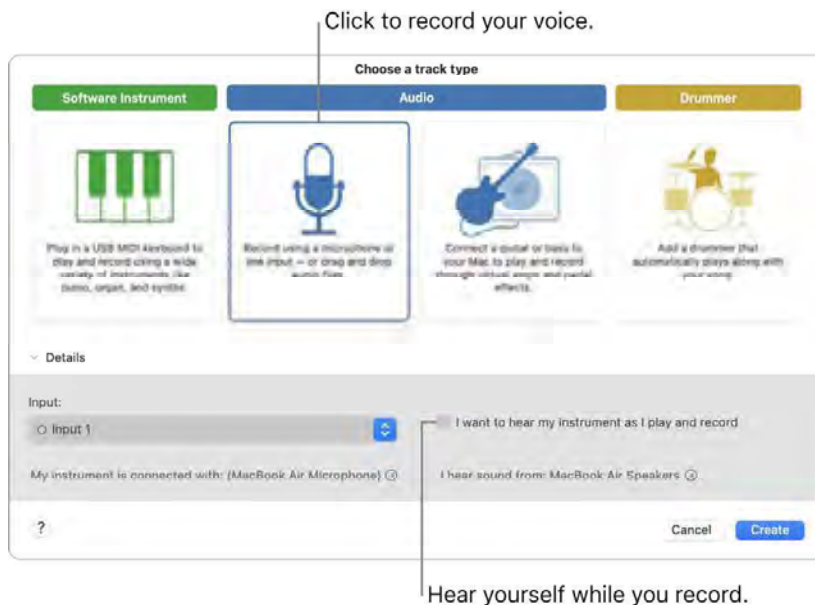 Click to record your voice.
Choose a track type
Software Instrument
Audio
Drummer
Plug in a USB MIDI keyboard to
play and record using a wide
variety of instruments like
piano, organ, and synths.
Record using a microphone or
line input — or drag and drop
audio files.
Connect a guitar or bass to
your Mac to play and record
through virtual amps and pedal
effects.
Add a drummer that
automatically plays along with
your song.
Details
Input:
Input 1
I want to hear my instrument as I play and record
My instrument is connected with: (MacBook Air Microphone)
I hear sound from: MacBook Air Speakers
?
Cancel
Create
Hear yourself while you record.